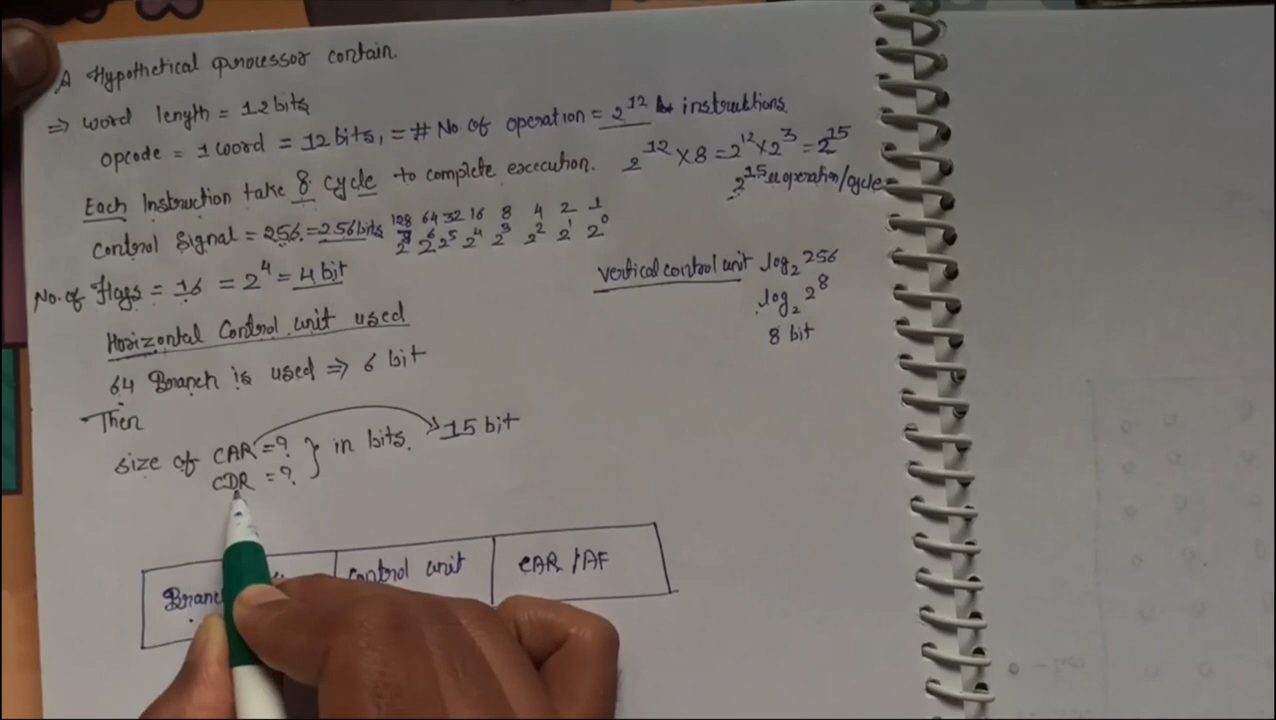 A Hypothetical processor contain
⇒ word length = 12 bits
opcode = 1 word = 12 bits, = # No of operation = 2^12 instructions
Each Instruction take 8 cycle to complete execution. 2^12 × 8 = 2^12 × 2^3 = 2^15
2^15 μ operation/cycle
Control Signal = 256 = 256 bits
128 64 32 16 8 4 2 1
2^7 2^6 2^5 2^4 2^3 2^2 2^1 2^0
No. of Flags = 16 = 2^4 = 4 bit
Vertical control unit log₂ 256
log₂ 2^8
8 bit
Horizontal Control unit used
64 Branch is used ⇒ 6 bit
Then
size of CAR = ? } in bits. 15 bit
CDR = ?
Branch
control unit
CAR / AF